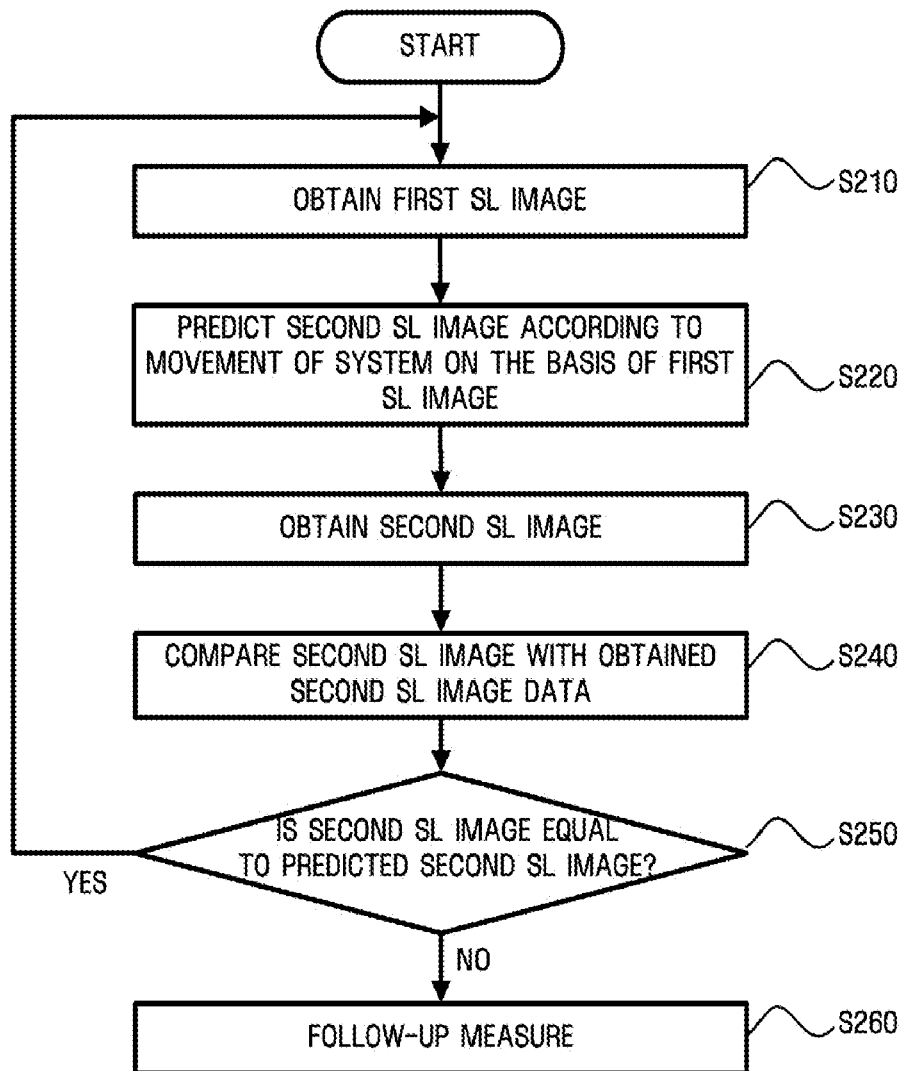 START
OBTAIN FIRST SL IMAGE
S210
PREDICT SECOND SL IMAGE ACCORDING TO
MOVEMENT OF SYSTEM ON THE BASIS OF FIRST
SL IMAGE
S220
OBTAIN SECOND SL IMAGE
S230
COMPARE SECOND SL IMAGE WITH OBTAINED
SECOND SL IMAGE DATA
S240
IS SECOND SL IMAGE EQUAL
TO PREDICTED SECOND SL IMAGE?
S250
YES
NO
FOLLOW-UP MEASURE
S260